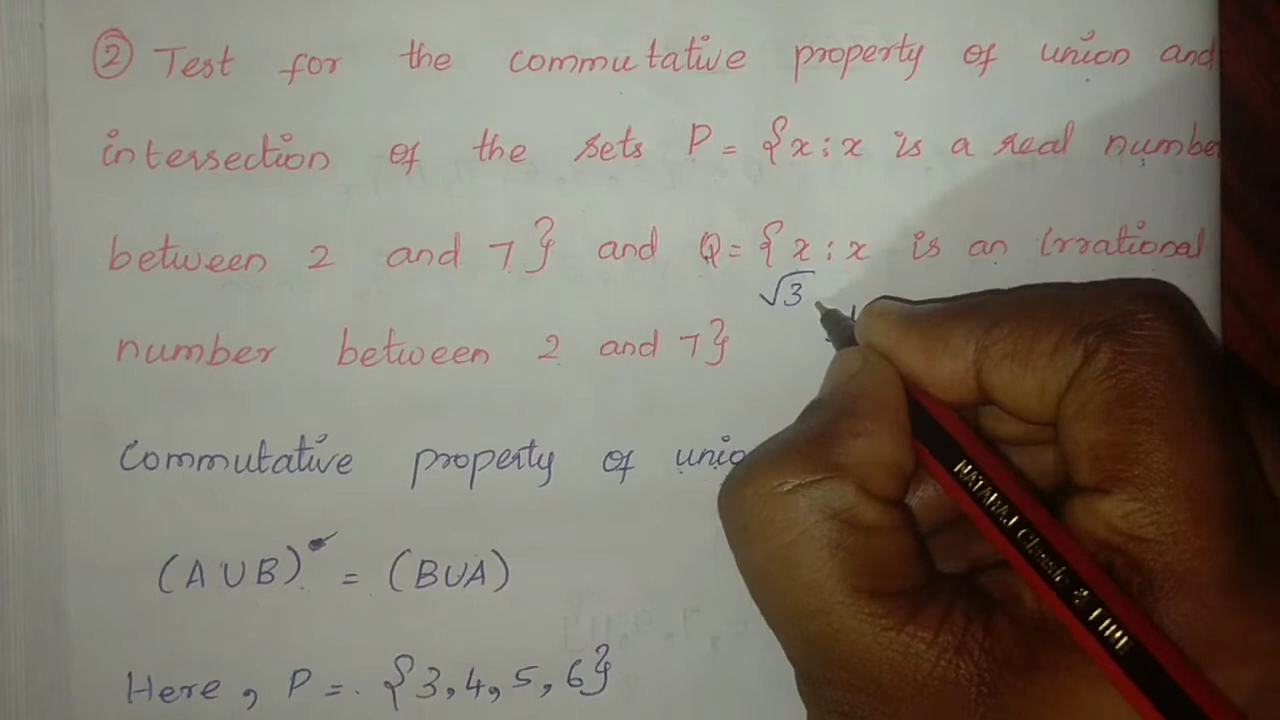 ② Test for the commutative property of union and
intersection of the sets P = {x : x is a real number
between 2 and 7} and Q = {x : x is an irrational
√3
number between 2 and 7}
Commutative property of unio
(A ∪ B) = (B ∪ A)
Here, P = {3, 4, 5, 6}
NATARAJ Classic